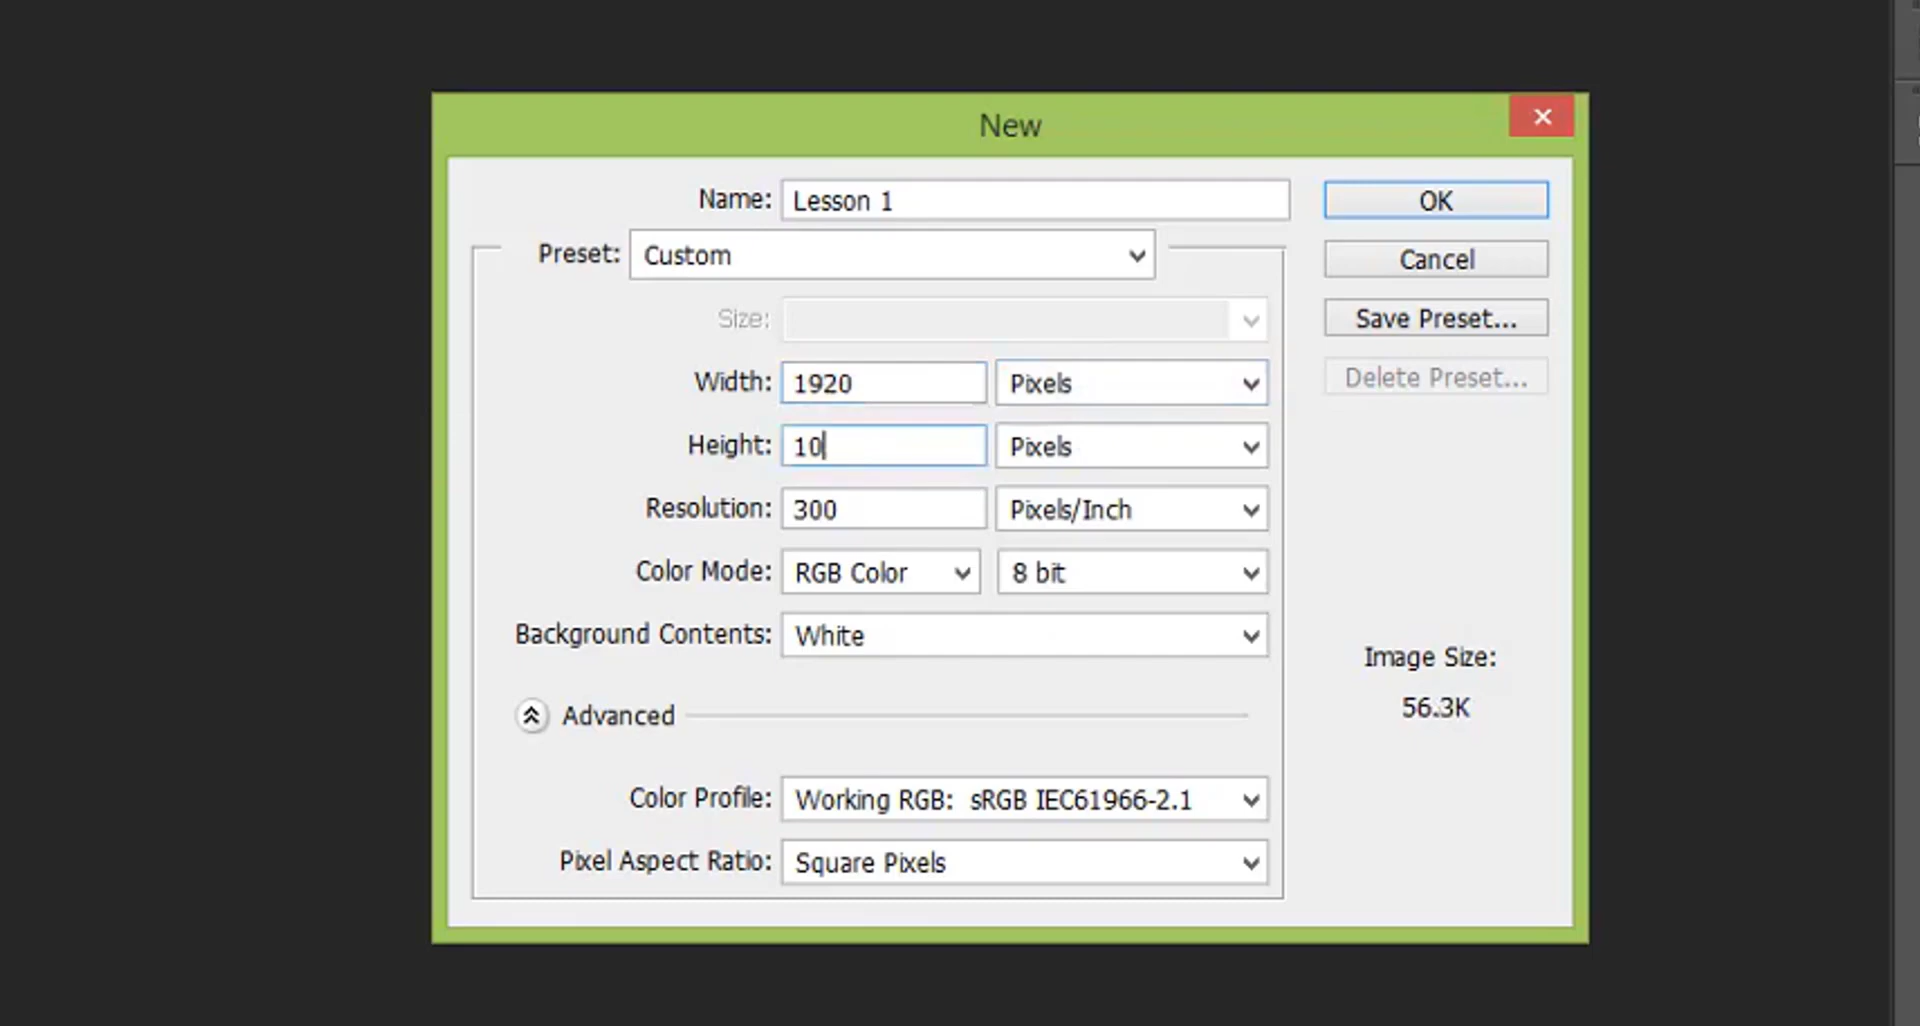 New
Name: Lesson 1
OK
Preset: Custom
Cancel
Size:
Save Preset...
Width: 1920 Pixels
Delete Preset...
Height: 10 Pixels
Resolution: 300 Pixels/Inch
Color Mode: RGB Color 8 bit
Background Contents: White
Image Size:
56.3K
Advanced
Color Profile: Working RGB: sRGB IEC61966-2.1
Pixel Aspect Ratio: Square Pixels